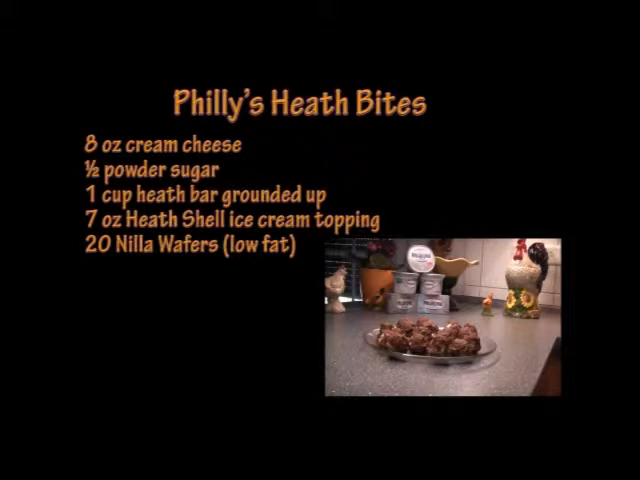 Philly's Heath Bites
8 oz cream cheese
½ powder sugar
1 cup heath bar grounded up
7 oz Heath Shell ice cream topping
20 Nilla Wafers (low fat)